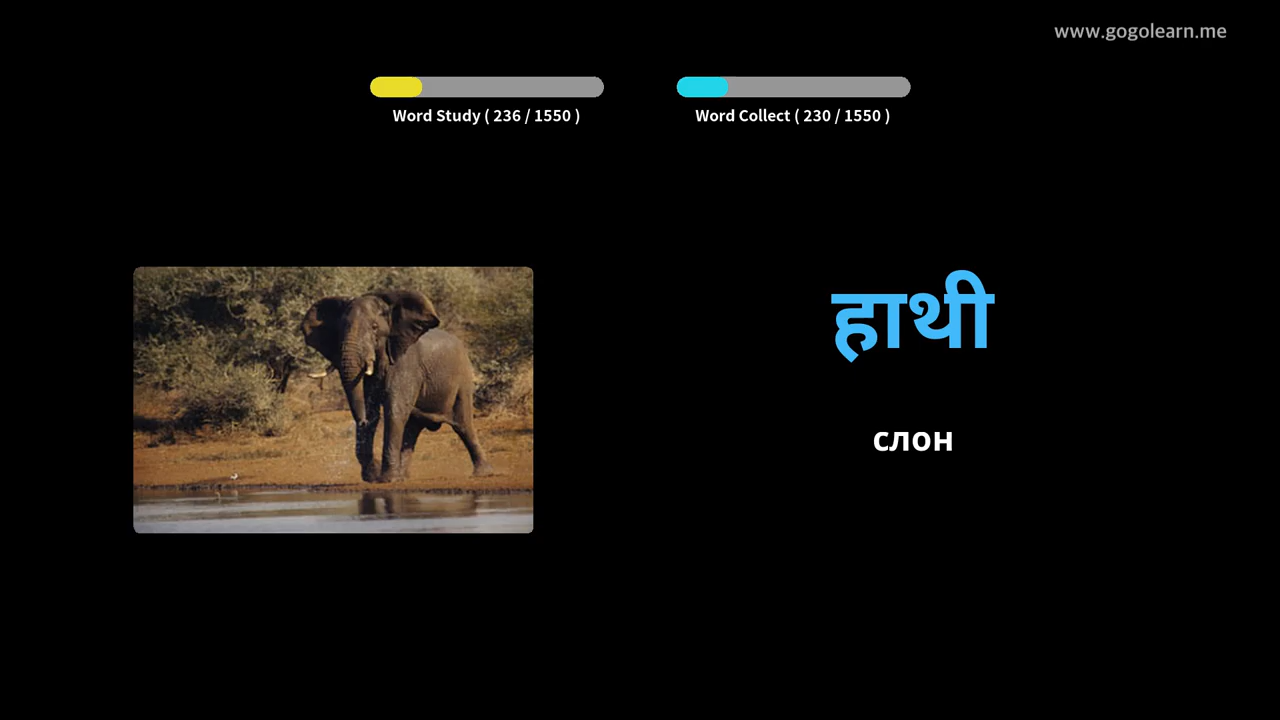 www.gogolearn.me
Word Study ( 236 / 1550 )
Word Collect ( 230 / 1550 )
हाथी
слон